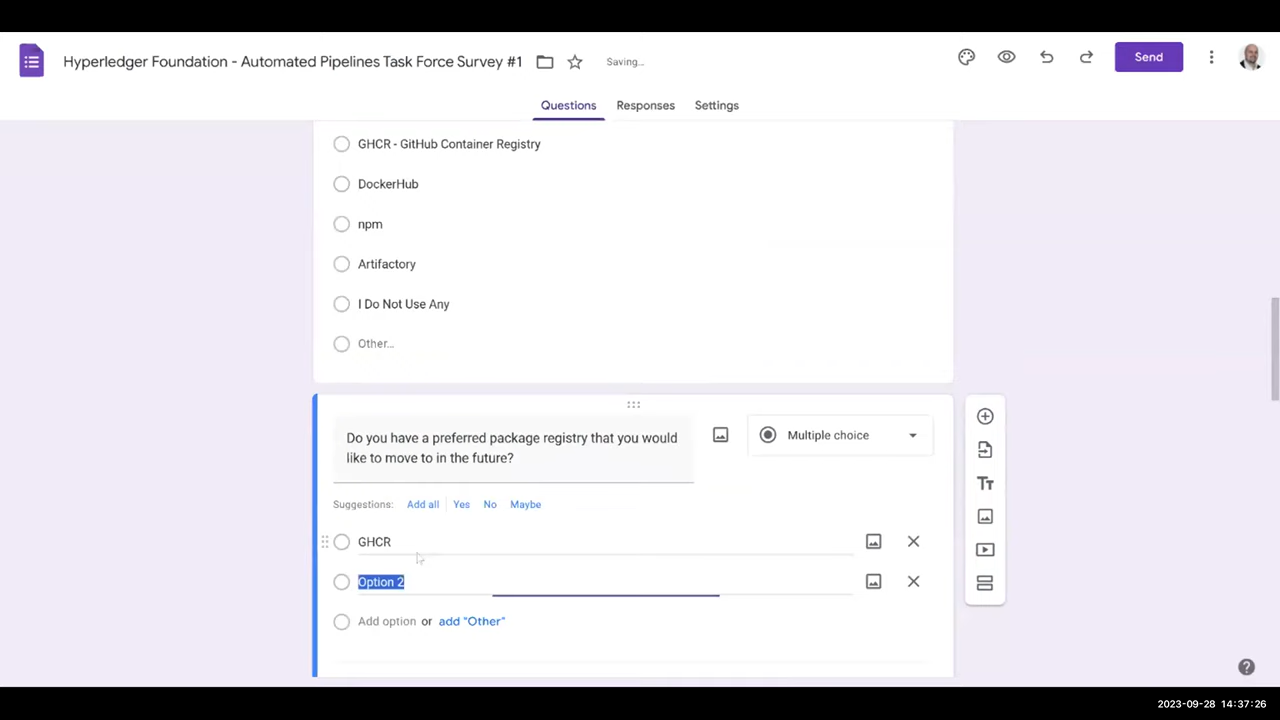 Hyperledger Foundation - Automated Pipelines Task Force Survey #1
Saving...
Send
Questions Responses Settings
GHCR - GitHub Container Registry
DockerHub
npm
Artifactory
I Do Not Use Any
Other...
Do you have a preferred package registry that you would
like to move to in the future?
Multiple choice
Suggestions: Add all Yes No Maybe
GHCR
Option 2
Add option or add "Other"
Tт
2023-09-28 14:37:26